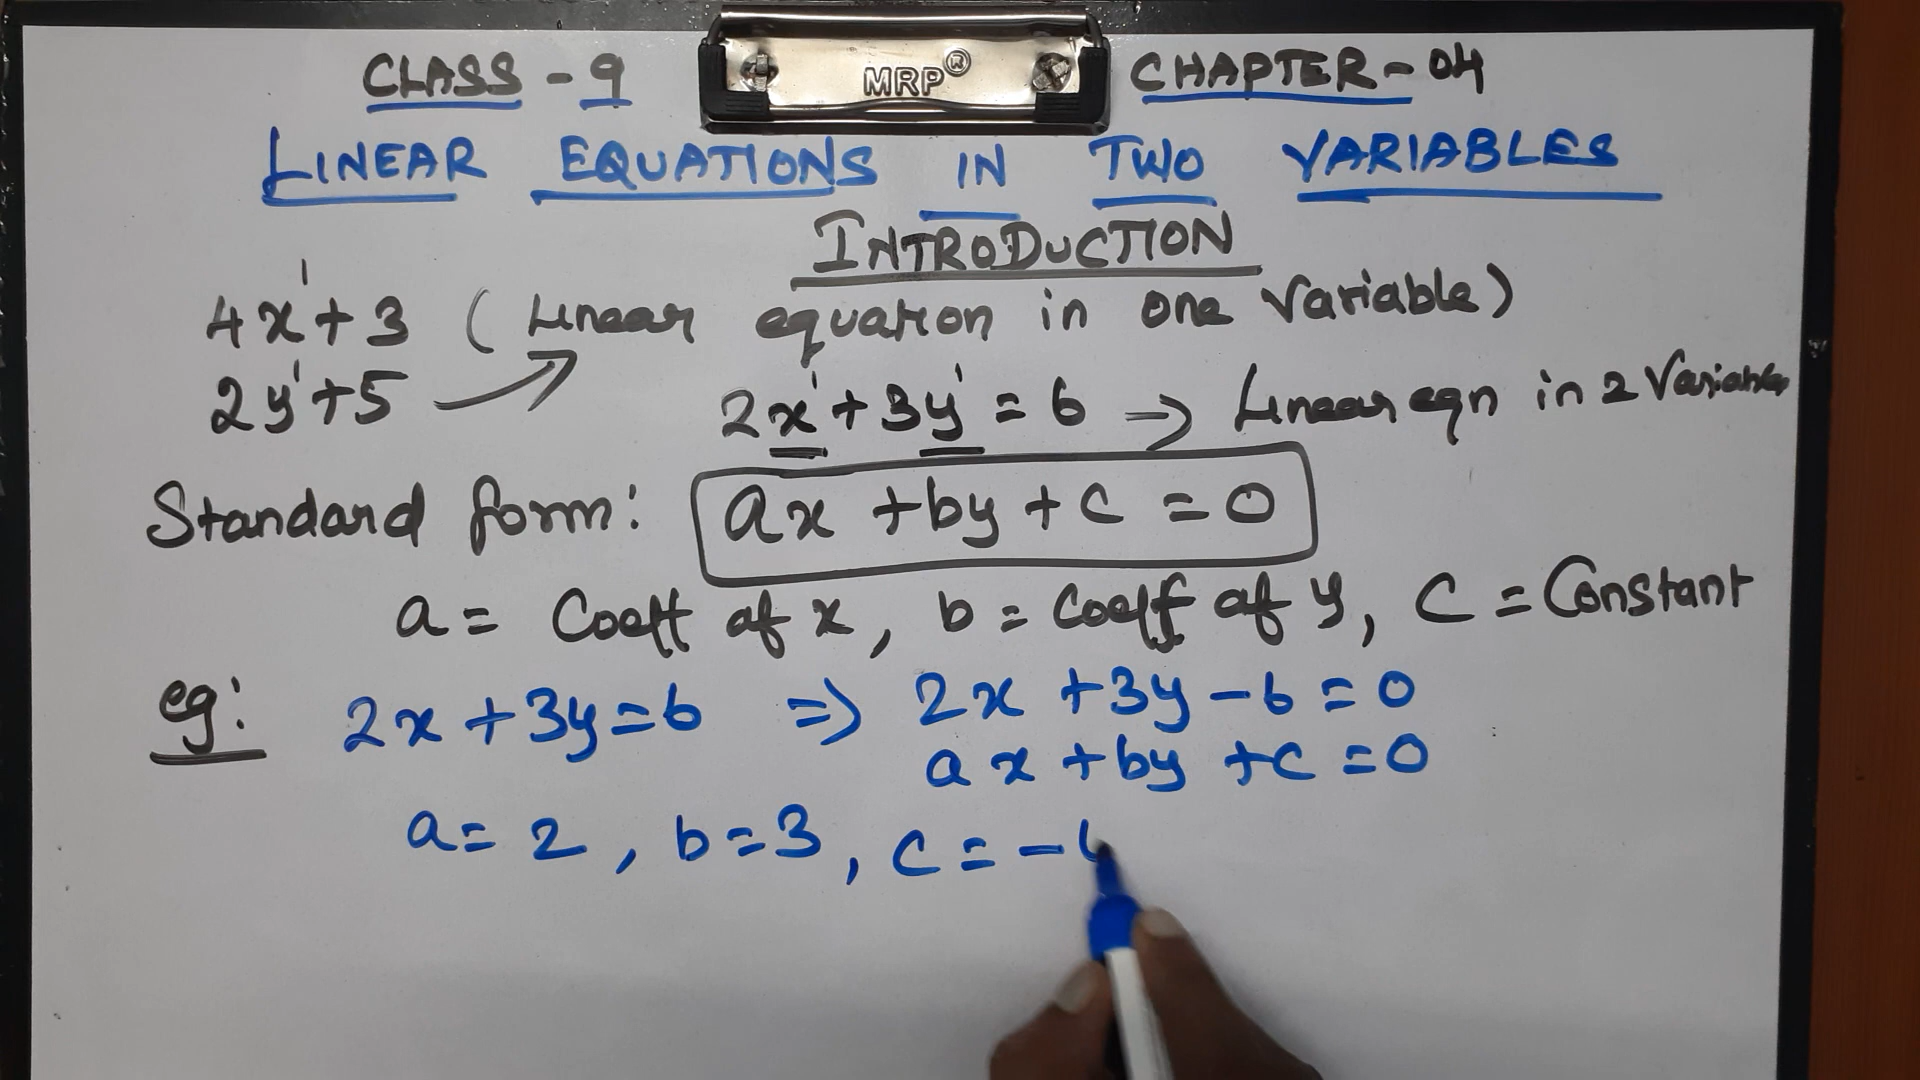 CLASS - 9 MRP® CHAPTER - 04
LINEAR EQUATIONS IN TWO VARIABLES
INTRODUCTION
4x¹ + 3 (Linear equation in one Variable)
2y¹ + 5
2x¹ + 3y¹ = 6 → Linear eqn in 2 Variables
Standard form: ax + by + c = 0
a = Coeff of x, b = Coeff of y, C = Constant
eg: 2x + 3y = 6 => 2x + 3y - 6 = 0
ax + by + c = 0
a = 2, b = 3, c = -